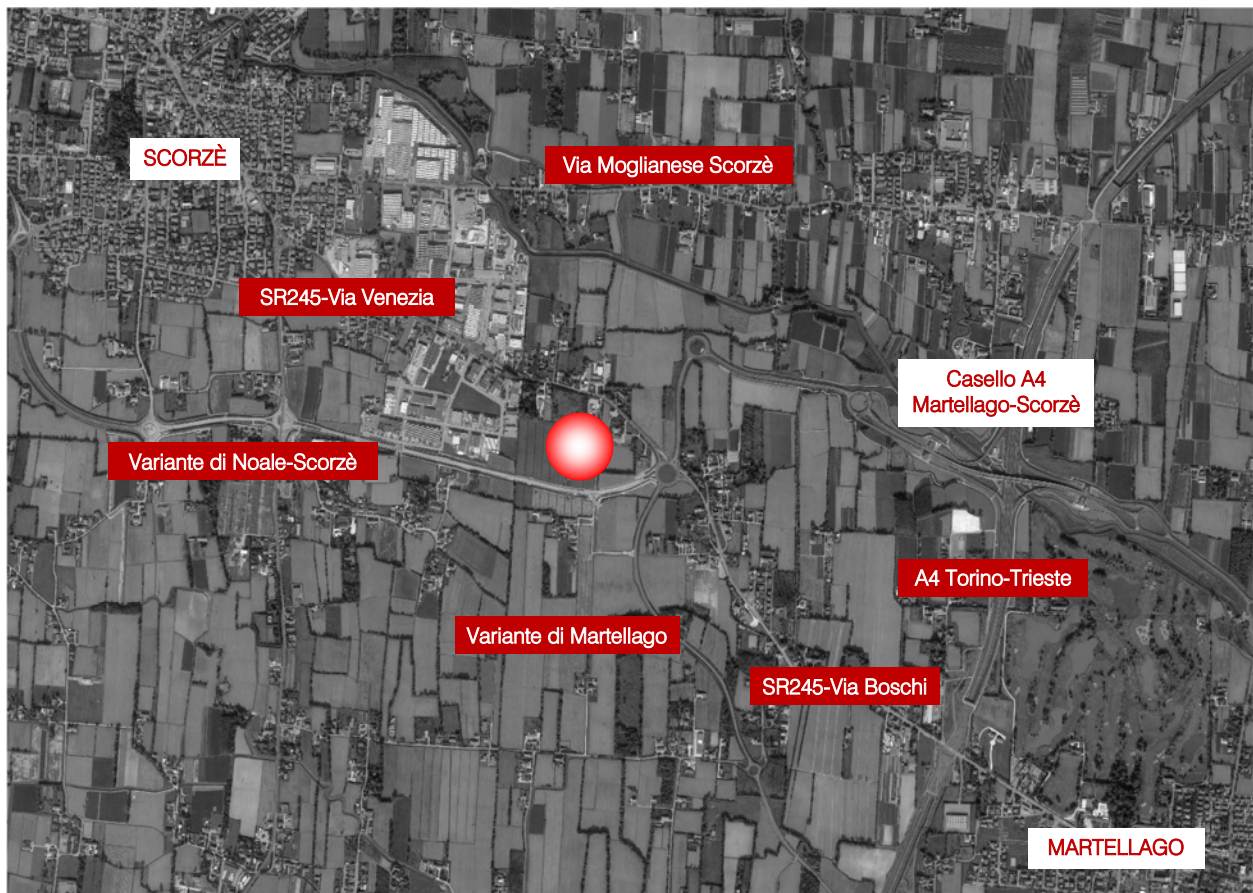 SCORZÈ
Via Moglianese Scorzè
SR245-Via Venezia
Casello A4
Martellago-Scorzè
Variante di Noale-Scorzè
A4 Torino-Trieste
Variante di Martellago
SR245-Via Boschi
MARTELLAGO